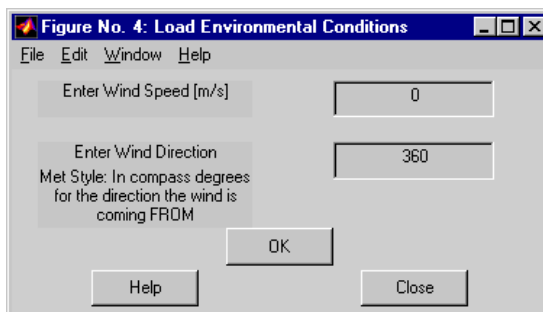 Figure No. 4: Load Environmental Conditions
File Edit Window Help
Enter Wind Speed [m/s]
0
Enter Wind Direction
360
Met Style: In compass degrees
for the direction the wind is
coming FROM
OK
Help
Close